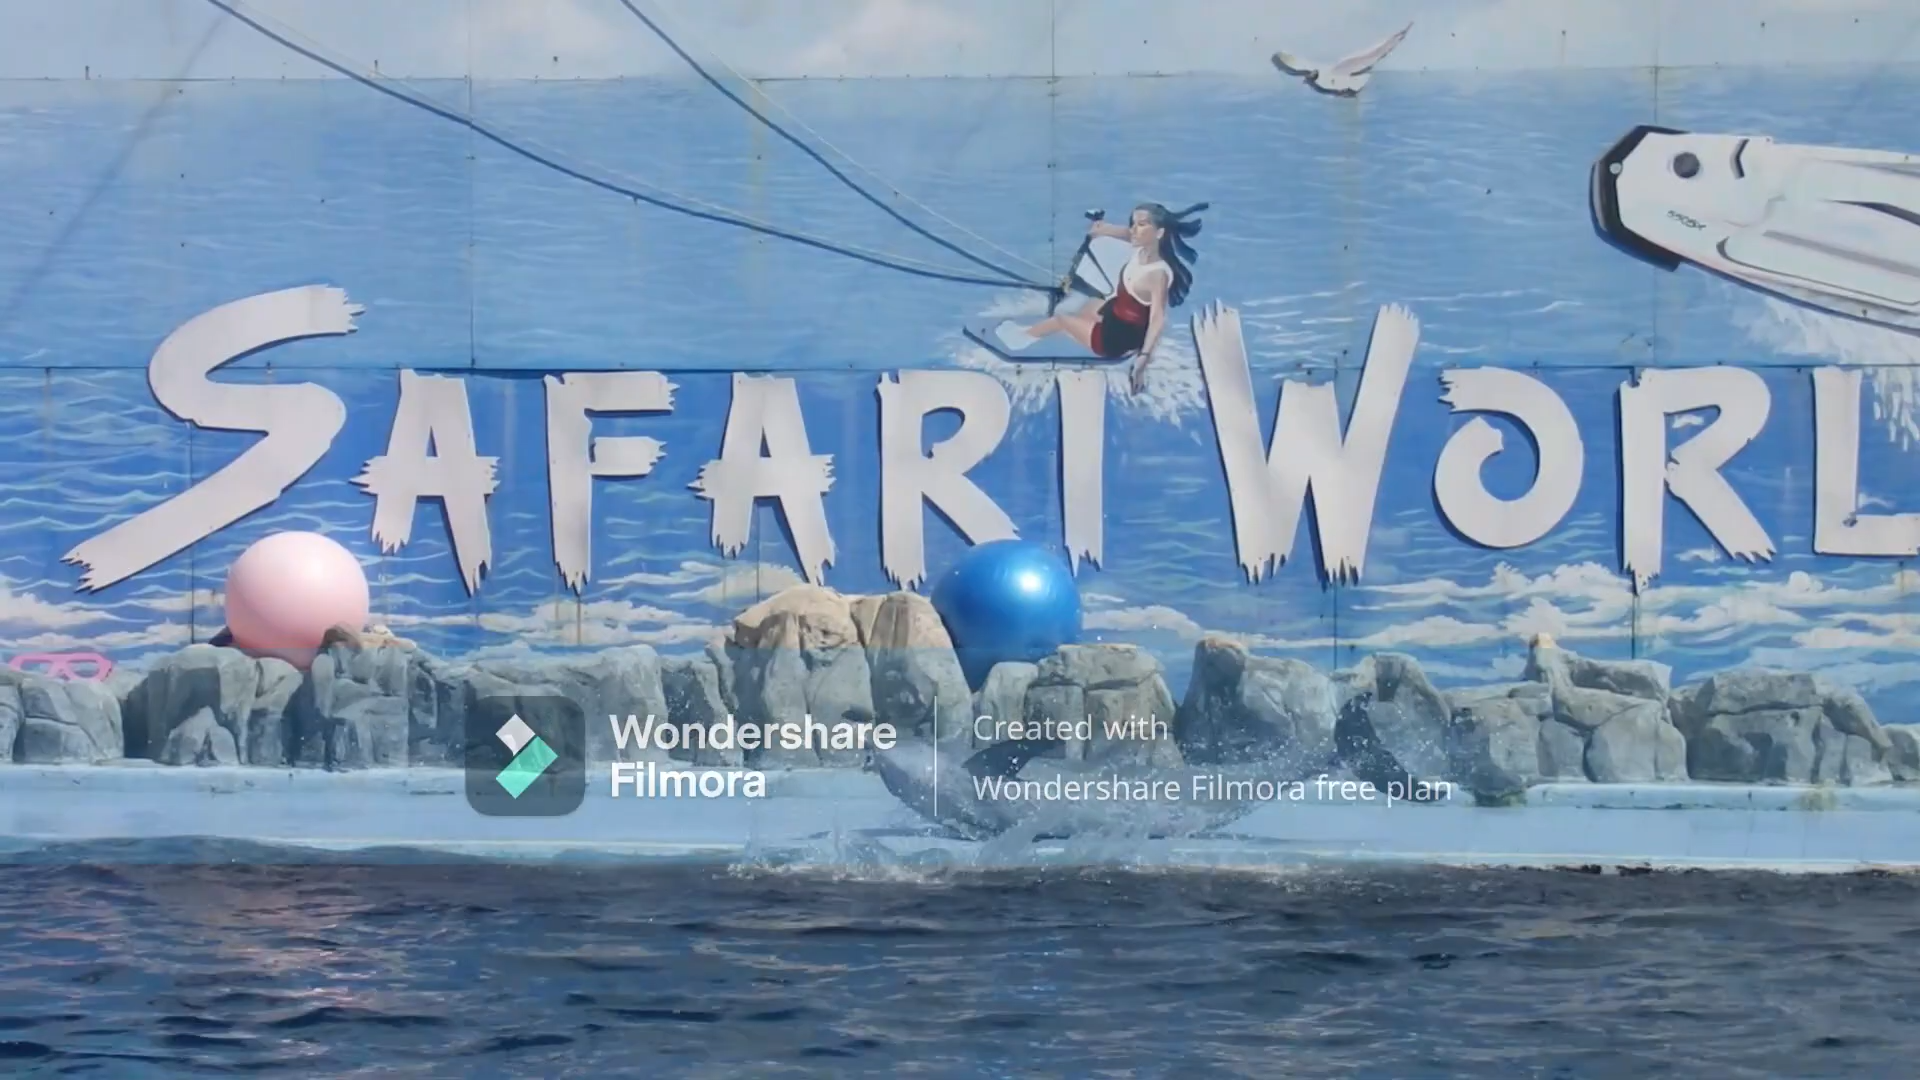 SAFARI WORL
Wondershare
Filmora
Created with
Wondershare Filmora free plan